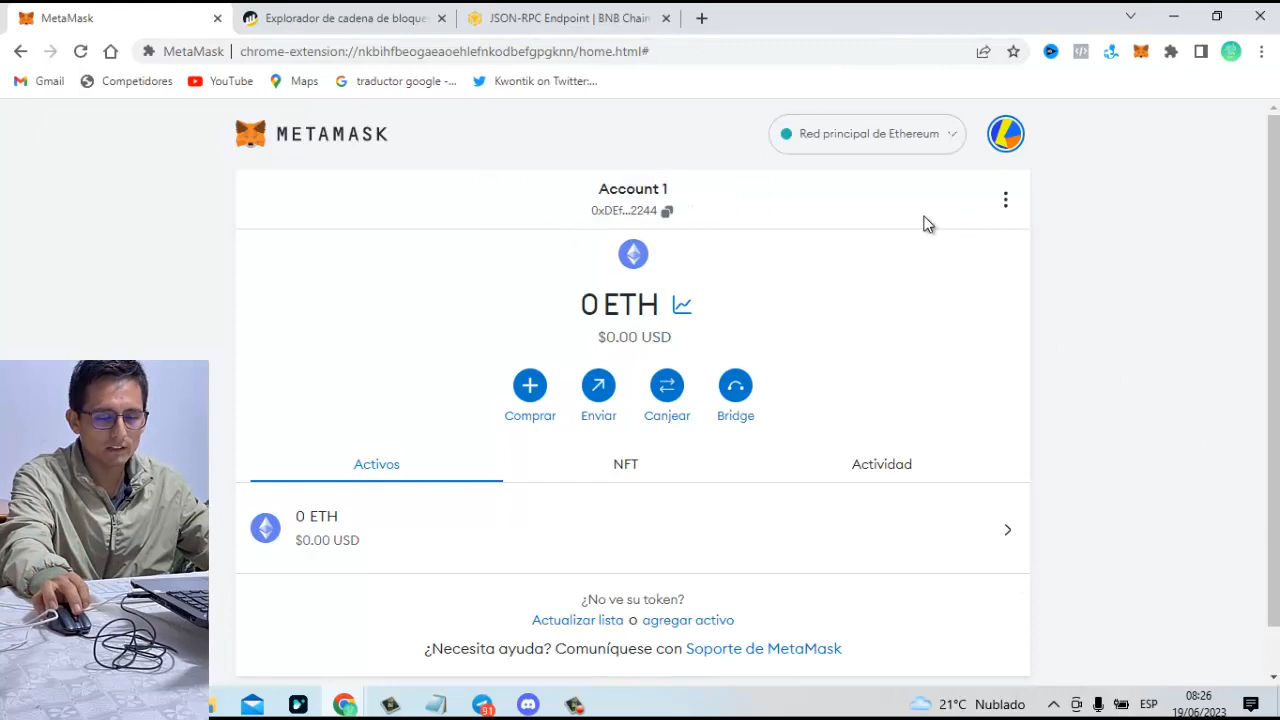 MetaMask
Explorador de cadena de bloque
JSON-RPC Endpoint | BNB Chain
MetaMask | chrome-extension://nkbihfbeogaeaoehlefnkodbefgpgknn/home.html#
Gmail
Competidores
YouTube
Maps
traductor google -...
Kwontik on Twitter:...
METAMASK
Red principal de Ethereum
Account 1
0xDEf...2244
0 ETH
$0.00 USD
Comprar
Enviar
Canjear
Bridge
Activos
NFT
Actividad
0 ETH
$0.00 USD
¿No ve su token?
Actualizar lista o agregar activo
¿Necesita ayuda? Comuníquese con Soporte de MetaMask
91
21°C Nublado
ESP
08:26
19/06/2023